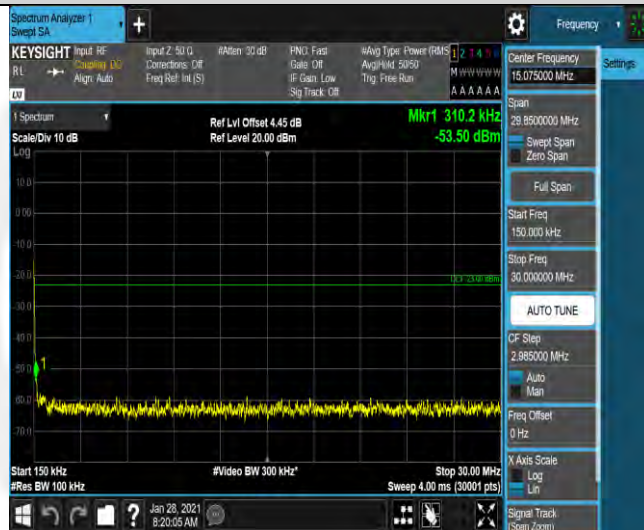 Spectrum Analyzer 1
Swept SA
+
Frequency
KEYSIGHT
Input: RF
Coupling: DC
Align: Auto
Input Z: 50 Ω
Corrections: Off
Freq Ref: Int (S)
#Atten: 30 dB
PNO: Fast
Gate: Off
IF Gain: Low
Sig Track: Off
#Avg Type: Power (RMS
Avg|Hold: 50/50
Trig: Free Run
1 2 3 4 5
M W W W W W
A A A A A A
RL
LXI
1 Spectrum
Scale/Div 10 dB
Log
Ref Lvl Offset 4.45 dB
Ref Level 20.00 dBm
Mkr1 310.2 kHz
-53.50 dBm
10.0
0.00
-10.0
-20.0
-30.0
-40.0
-50.0
-60.0
-70.0
1
Start 150 kHz
#Res BW 100 kHz
#Video BW 300 kHz*
Stop 30.00 MHz
Sweep 4.00 ms (30001 pts)
Jan 28, 2021
8:20:05 AM
?
Center Frequency
15.075000 MHz
Settings
Span
29.8500000 MHz
Swept Span
Zero Span
Full Span
Start Freq
150.000 kHz
Stop Freq
30.000000 MHz
AUTO TUNE
CF Step
2.985000 MHz
Auto
Man
Freq Offset
0 Hz
X Axis Scale
Log
Lin
Signal Track
(Span Zoom)